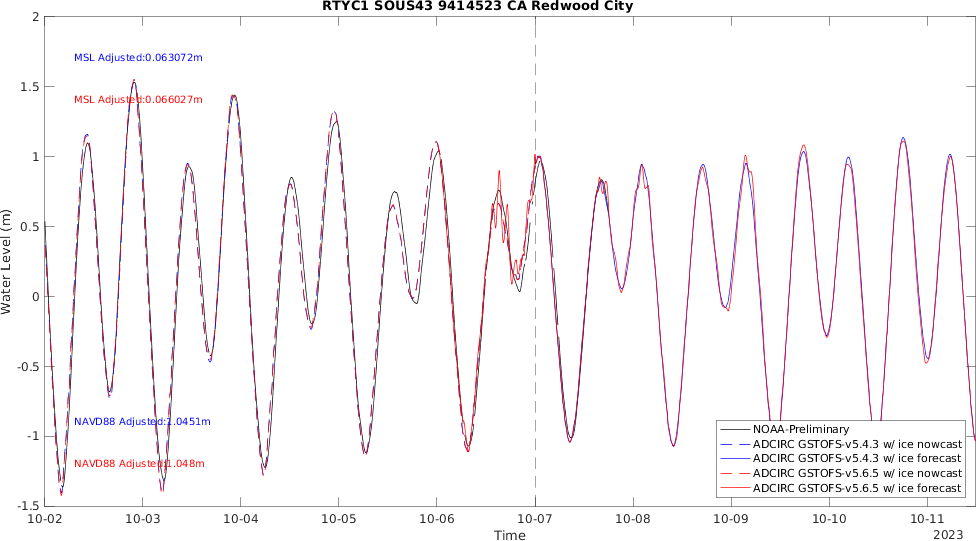 RTYC1 SOUS43 9414523 CA Redwood City
2
1.5
1
0.5
0
-0.5
-1
-1.5
Water Level (m)
MSL Adjusted:0.063072m
MSL Adjusted:0.066027m
NAVD88 Adjusted:1.0451m
NAVD88 Adjusted:1.048m
NOAA-Preliminary
ADCIRC GSTOFS-v5.4.3 w/ ice nowcast
ADCIRC GSTOFS-v5.4.3 w/ ice forecast
ADCIRC GSTOFS-v5.6.5 w/ ice nowcast
ADCIRC GSTOFS-v5.6.5 w/ ice forecast
10-02 10-03 10-04 10-05 10-06 10-07 10-08 10-09 10-10 10-11
Time
2023